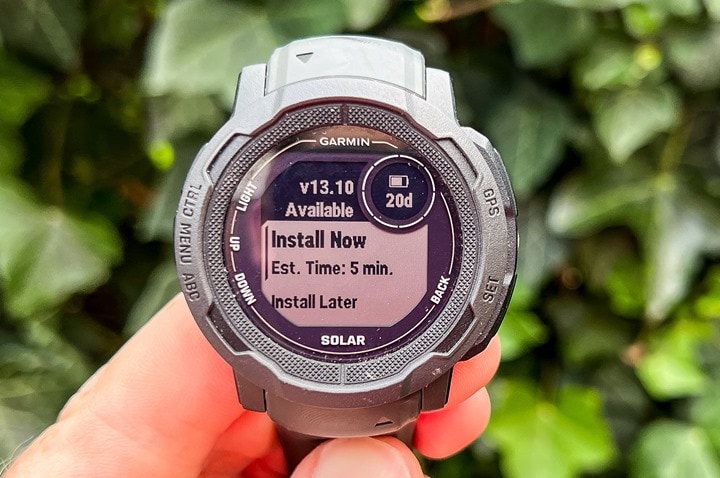 GARMIN
v13.10
Available
20d
Install Now
Est. Time: 5 min.
Install Later
SOLAR
LIGHT
UP
DOWN
BACK
CTRL
MENU
ABC
GPS
SET